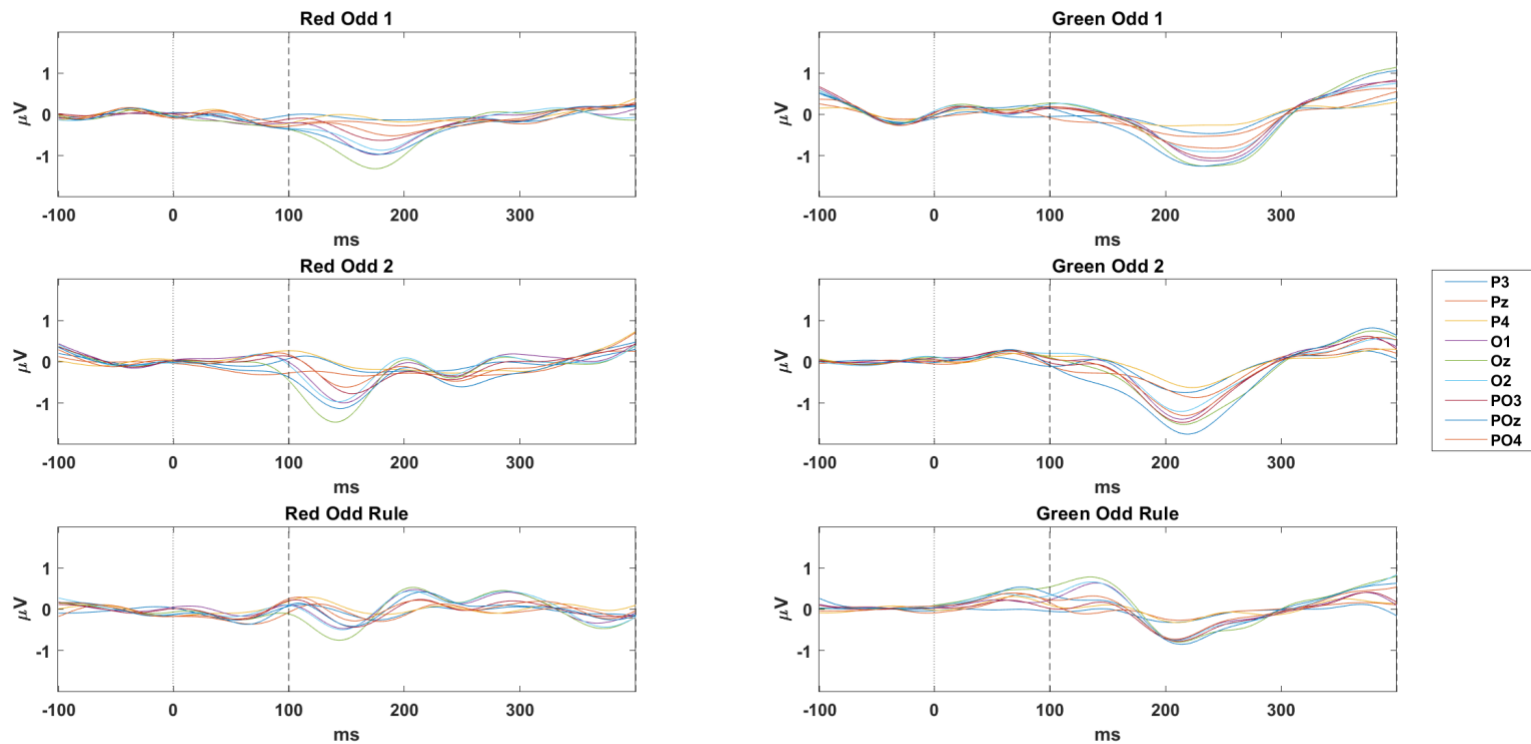 Red Odd 1
1
0
-1
μV
-100 0 100 200 300
ms
Green Odd 1
1
0
-1
μV
-100 0 100 200 300
ms
Red Odd 2
1
0
-1
μV
-100 0 100 200 300
ms
Green Odd 2
1
0
-1
μV
-100 0 100 200 300
ms
P3
Pz
P4
O1
Oz
O2
PO3
POz
PO4
Red Odd Rule
1
0
-1
μV
-100 0 100 200 300
ms
Green Odd Rule
1
0
-1
μV
-100 0 100 200 300
ms